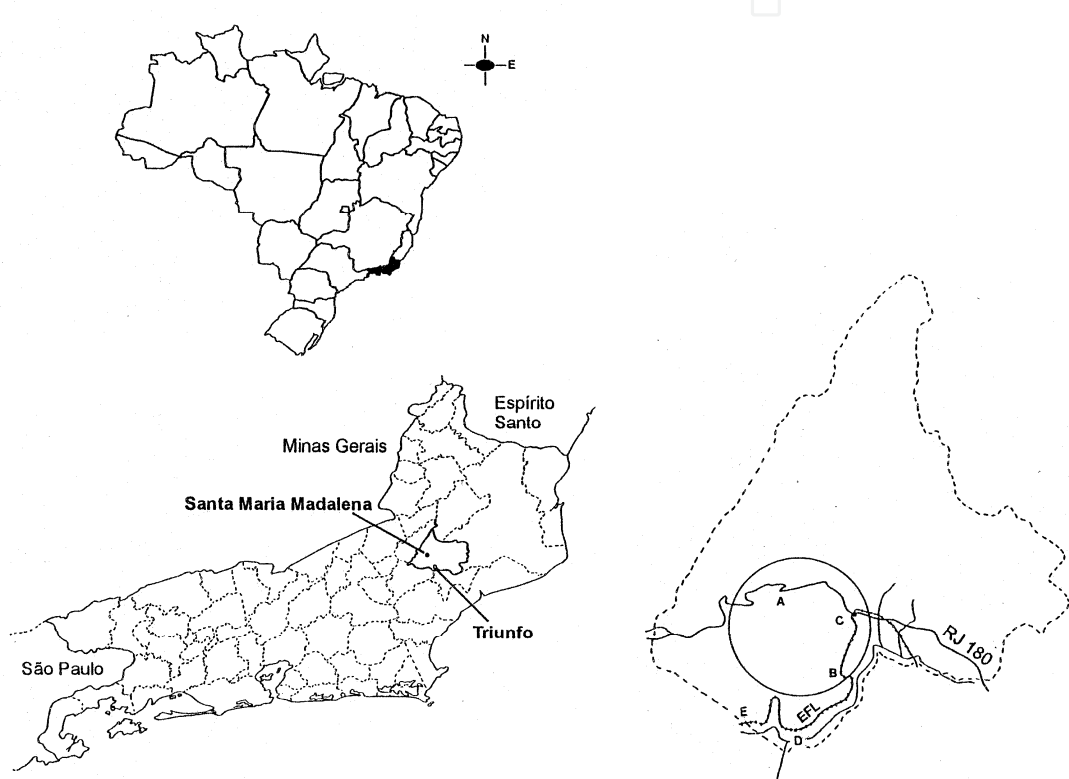 N
E
Espírito
Santo
Minas Gerais
Santa Maria Madalena
Triunfo
São Paulo
A
C
RJ 180
B
E
EFL
D